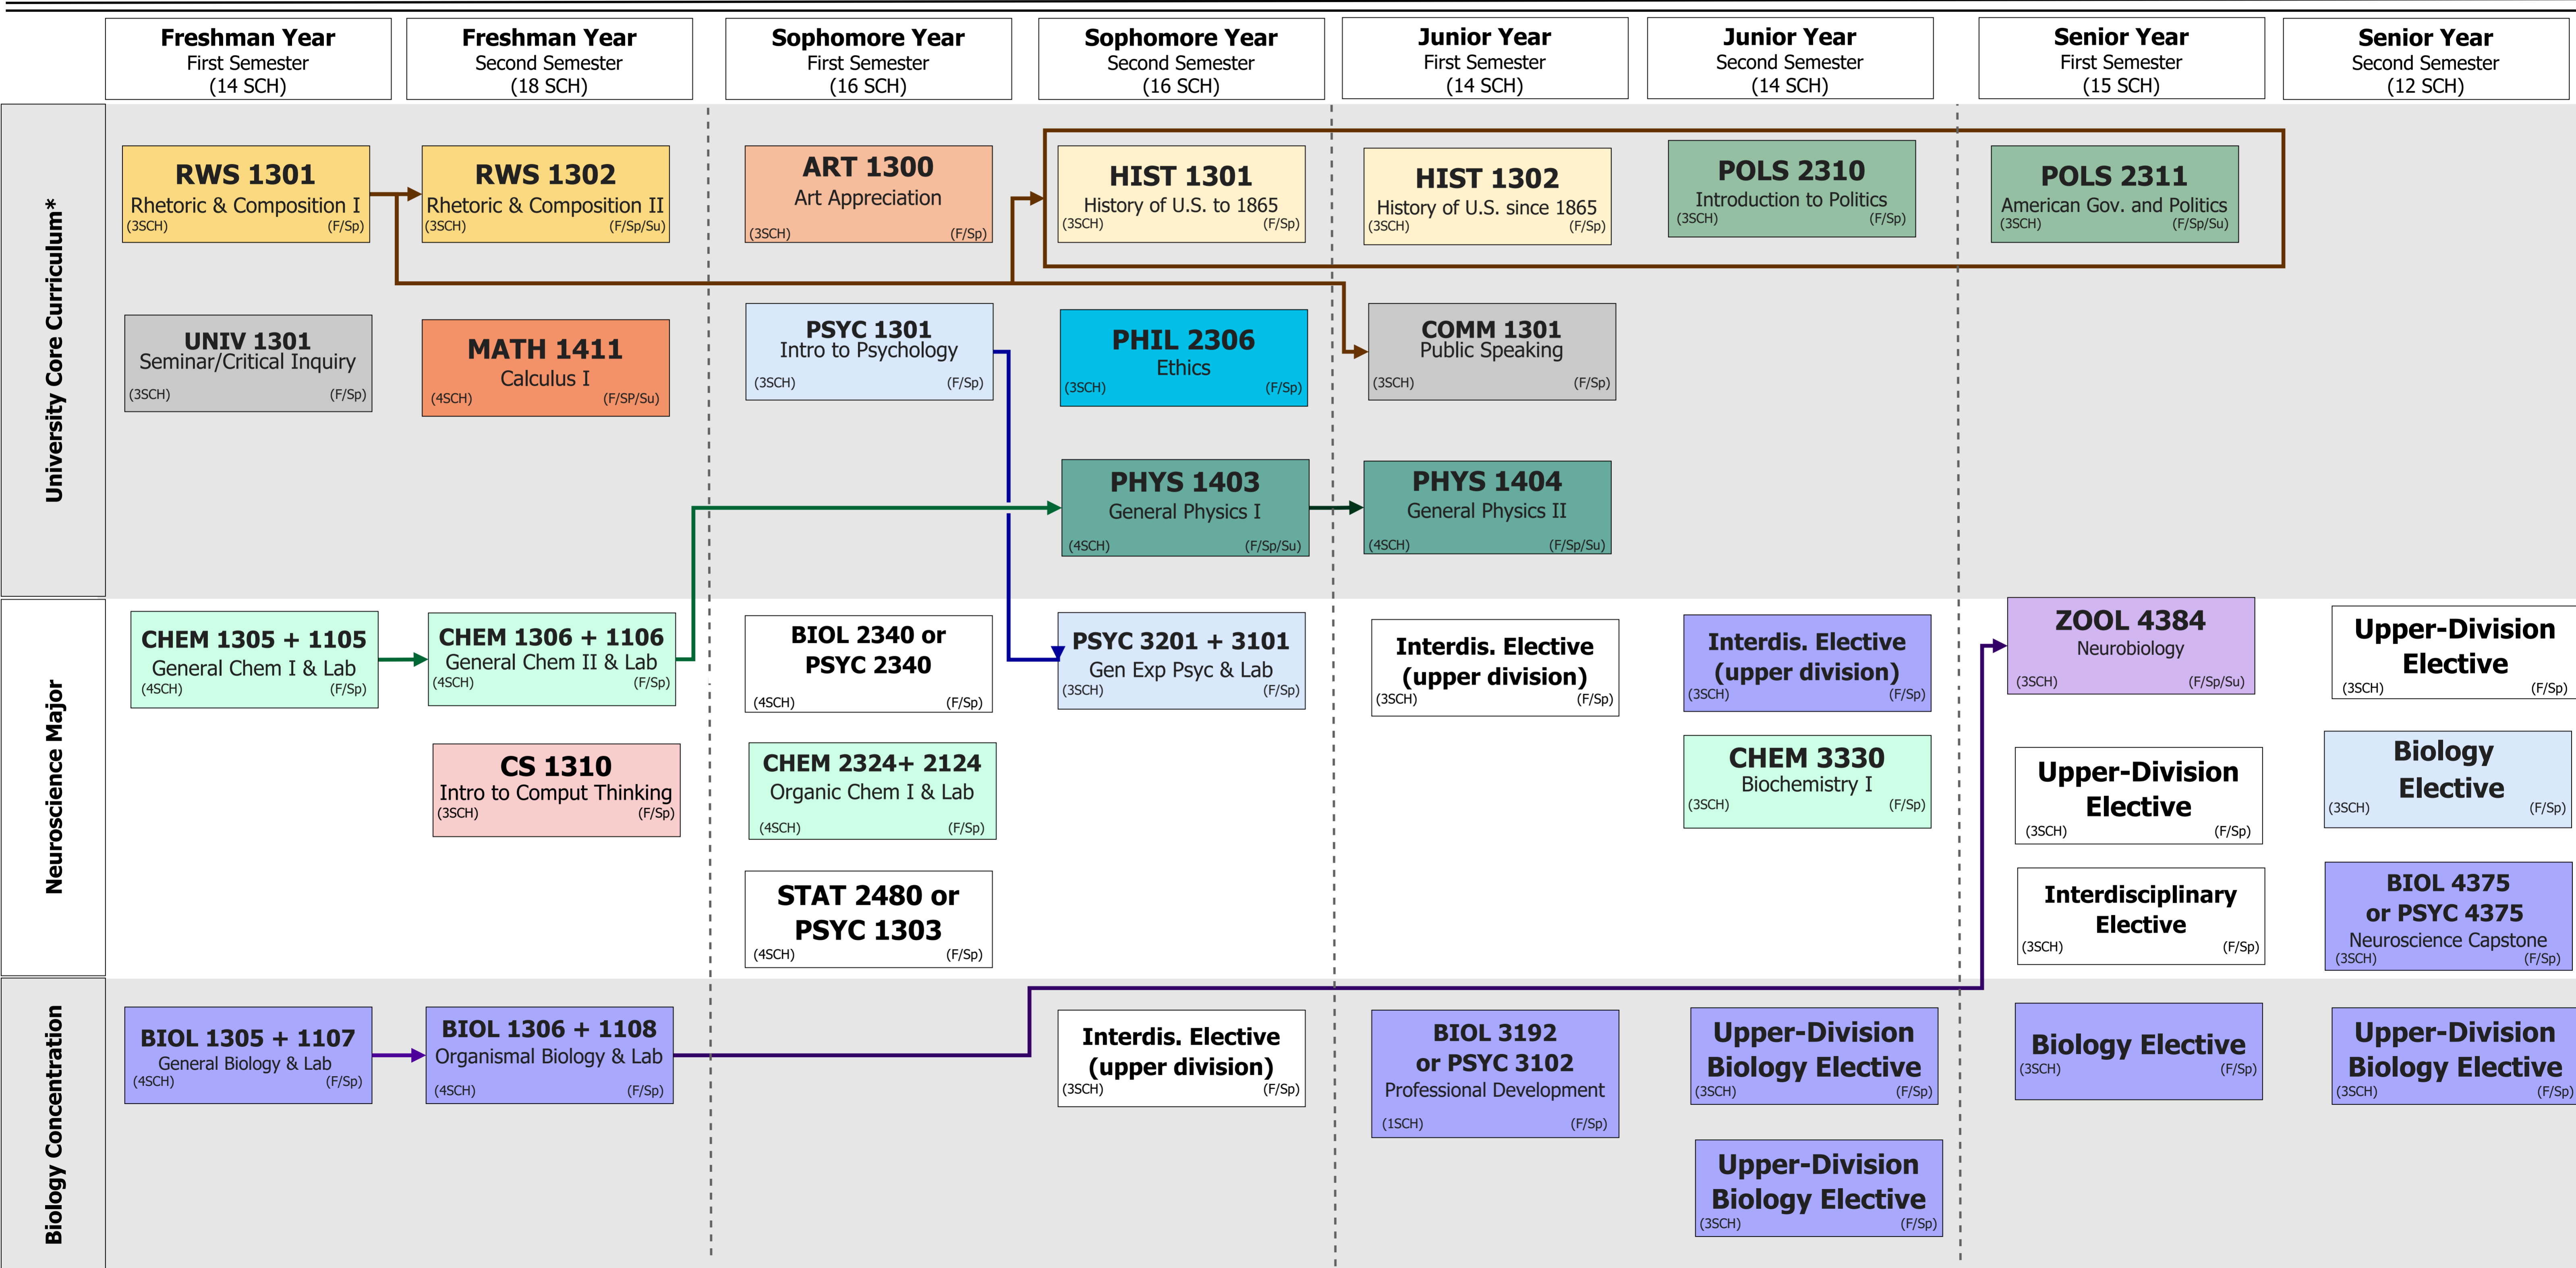 Freshman Year
First Semester
(14 SCH)
Freshman Year
Second Semester
(18 SCH)
Sophomore Year
First Semester
(16 SCH)
Sophomore Year
Second Semester
(16 SCH)
Junior Year
First Semester
(14 SCH)
Junior Year
Second Semester
(14 SCH)
Senior Year
First Semester
(15 SCH)
Senior Year
Second Semester
(12 SCH)
University Core Curriculum*
RWS 1301
Rhetoric & Composition I
(3SCH) (F/Sp)
RWS 1302
Rhetoric & Composition II
(3SCH) (F/Sp/Su)
ART 1300
Art Appreciation
(3SCH) (F/Sp)
HIST 1301
History of U.S. to 1865
(3SCH) (F/Sp)
HIST 1302
History of U.S. since 1865
(3SCH) (F/Sp)
POLS 2310
Introduction to Politics
(3SCH) (F/Sp)
POLS 2311
American Gov. and Politics
(3SCH) (F/Sp/Su)
UNIV 1301
Seminar/Critical Inquiry
(3SCH) (F/Sp)
MATH 1411
Calculus I
(4SCH) (F/SP/Su)
PSYC 1301
Intro to Psychology
(3SCH) (F/Sp)
PHIL 2306
Ethics
(3SCH) (F/Sp)
COMM 1301
Public Speaking
(3SCH) (F/Sp)
PHYS 1403
General Physics I
(4SCH) (F/Sp/Su)
PHYS 1404
General Physics II
(4SCH) (F/Sp/Su)
Neuroscience Major
CHEM 1305 + 1105
General Chem I & Lab
(4SCH) (F/Sp)
CHEM 1306 + 1106
General Chem II & Lab
(4SCH) (F/Sp)
BIOL 2340 or
PSYC 2340
(4SCH) (F/Sp)
PSYC 3201 + 3101
Gen Exp Psyc & Lab
(3SCH) (F/Sp)
Interdis. Elective
(upper division)
(3SCH) (F/Sp)
Interdis. Elective
(upper division)
(3SCH) (F/Sp)
ZOOL 4384
Neurobiology
(3SCH) (F/Sp/Su)
Upper-Division
Elective
(3SCH) (F/Sp)
CS 1310
Intro to Comput Thinking
(3SCH) (F/Sp)
CHEM 2324+ 2124
Organic Chem I & Lab
(4SCH) (F/Sp)
CHEM 3330
Biochemistry I
(3SCH) (F/Sp)
Upper-Division
Elective
(3SCH) (F/Sp)
Biology
Elective
(3SCH) (F/Sp)
STAT 2480 or
PSYC 1303
(4SCH) (F/Sp)
Interdisciplinary
Elective
(3SCH) (F/Sp)
BIOL 4375
or PSYC 4375
Neuroscience Capstone
(3SCH) (F/Sp)
Biology Concentration
BIOL 1305 + 1107
General Biology & Lab
(4SCH) (F/Sp)
BIOL 1306 + 1108
Organismal Biology & Lab
(4SCH) (F/Sp)
Interdis. Elective
(upper division)
(3SCH) (F/Sp)
BIOL 3192
or PSYC 3102
Professional Development
(1SCH) (F/Sp)
Upper-Division
Biology Elective
(3SCH) (F/Sp)
Biology Elective
(3SCH) (F/Sp)
Upper-Division
Biology Elective
(3SCH) (F/Sp)
Upper-Division
Biology Elective
(3SCH) (F/Sp)